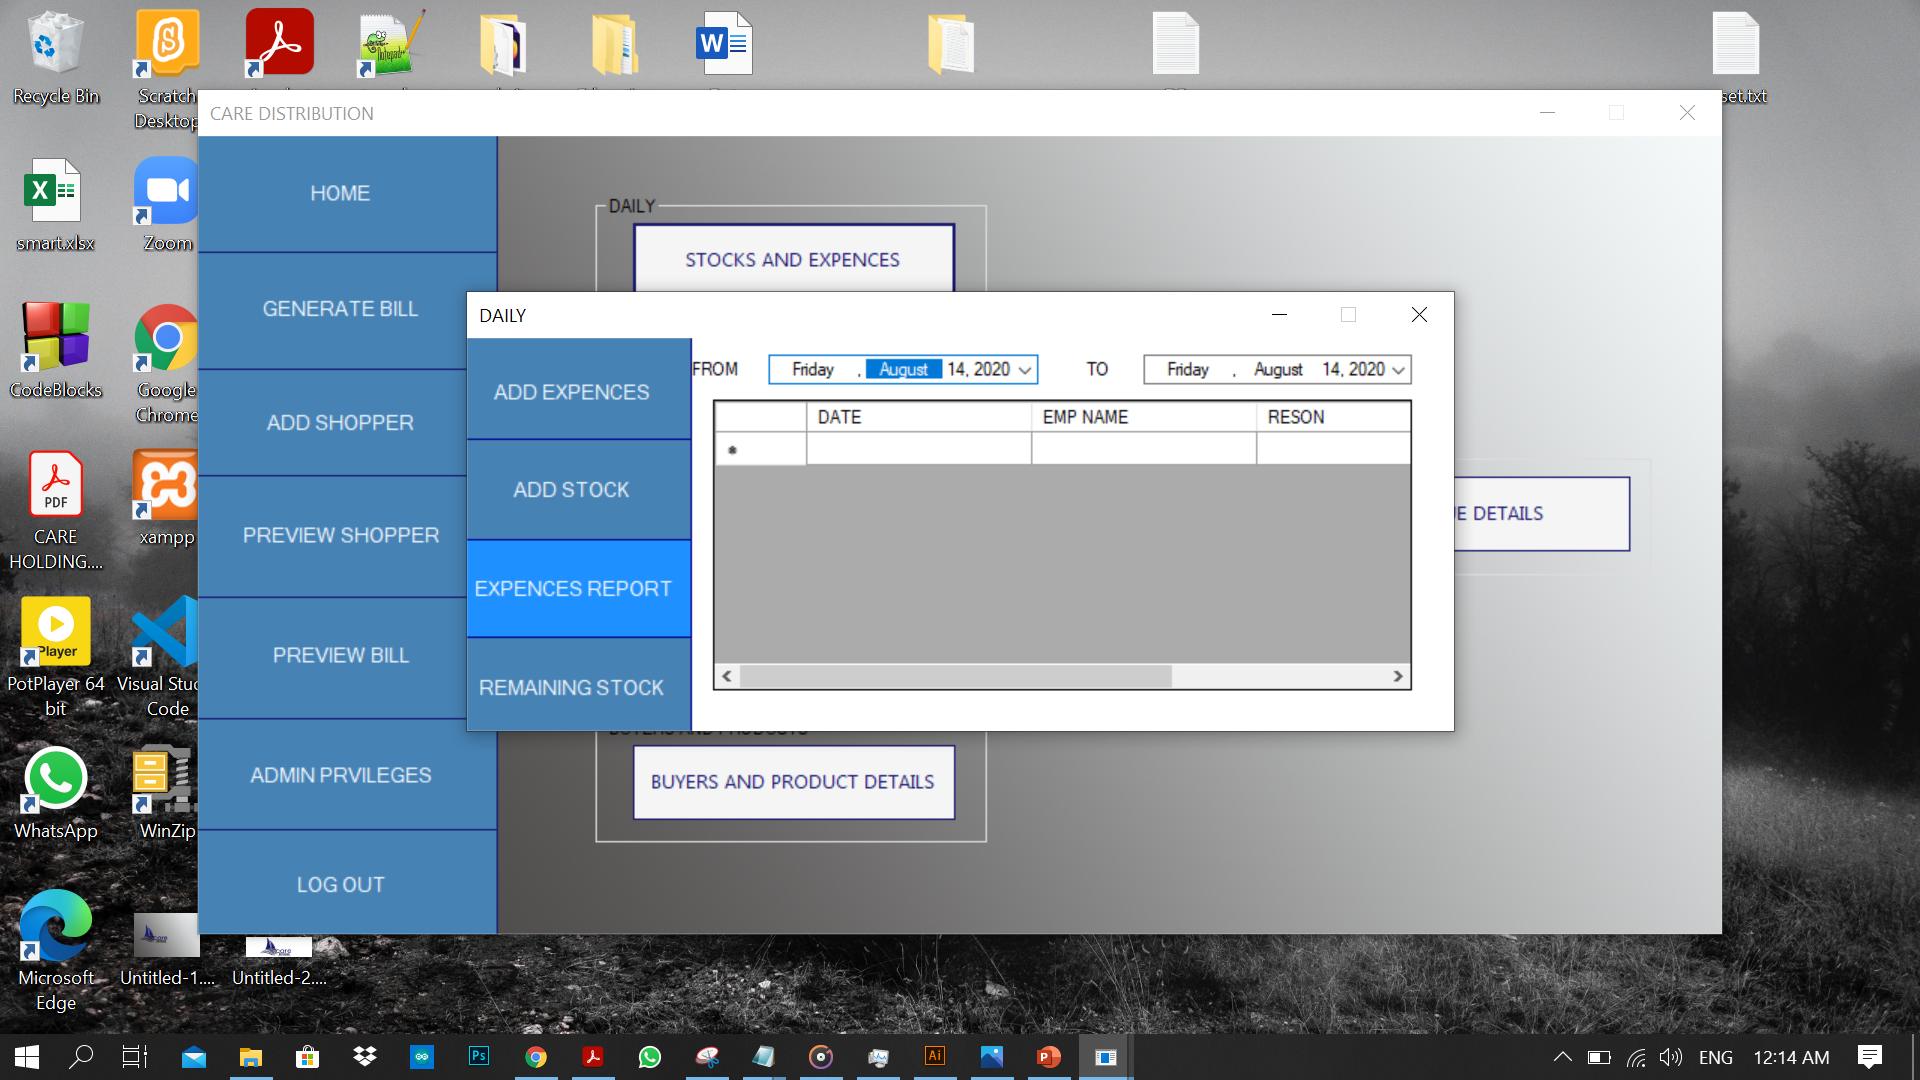 Recycle Bin
Scratch
Desktop
set.txt
smart.xlsx
Zoom
CodeBlocks
Google
Chrome
PDF
CARE
HOLDING....
xampp
Player
PotPlayer 64
bit
Visual Stu
Code
WhatsApp
WinZip
Microsoft
Edge
Untitled-1....
Untitled-2....
CARE DISTRIBUTION
HOME
GENERATE BILL
ADD SHOPPER
PREVIEW SHOPPER
PREVIEW BILL
ADMIN PRVILEGES
LOG OUT
DAILY
STOCKS AND EXPENCES
DAILY
ADD EXPENCES
ADD STOCK
EXPENCES REPORT
REMAINING STOCK
FROM Friday , August 14, 2020 TO Friday , August 14, 2020
DATE EMP NAME RESON
UE DETAILS
BUYERS AND PRODUCT DETAILS
ENG 12:14 AM